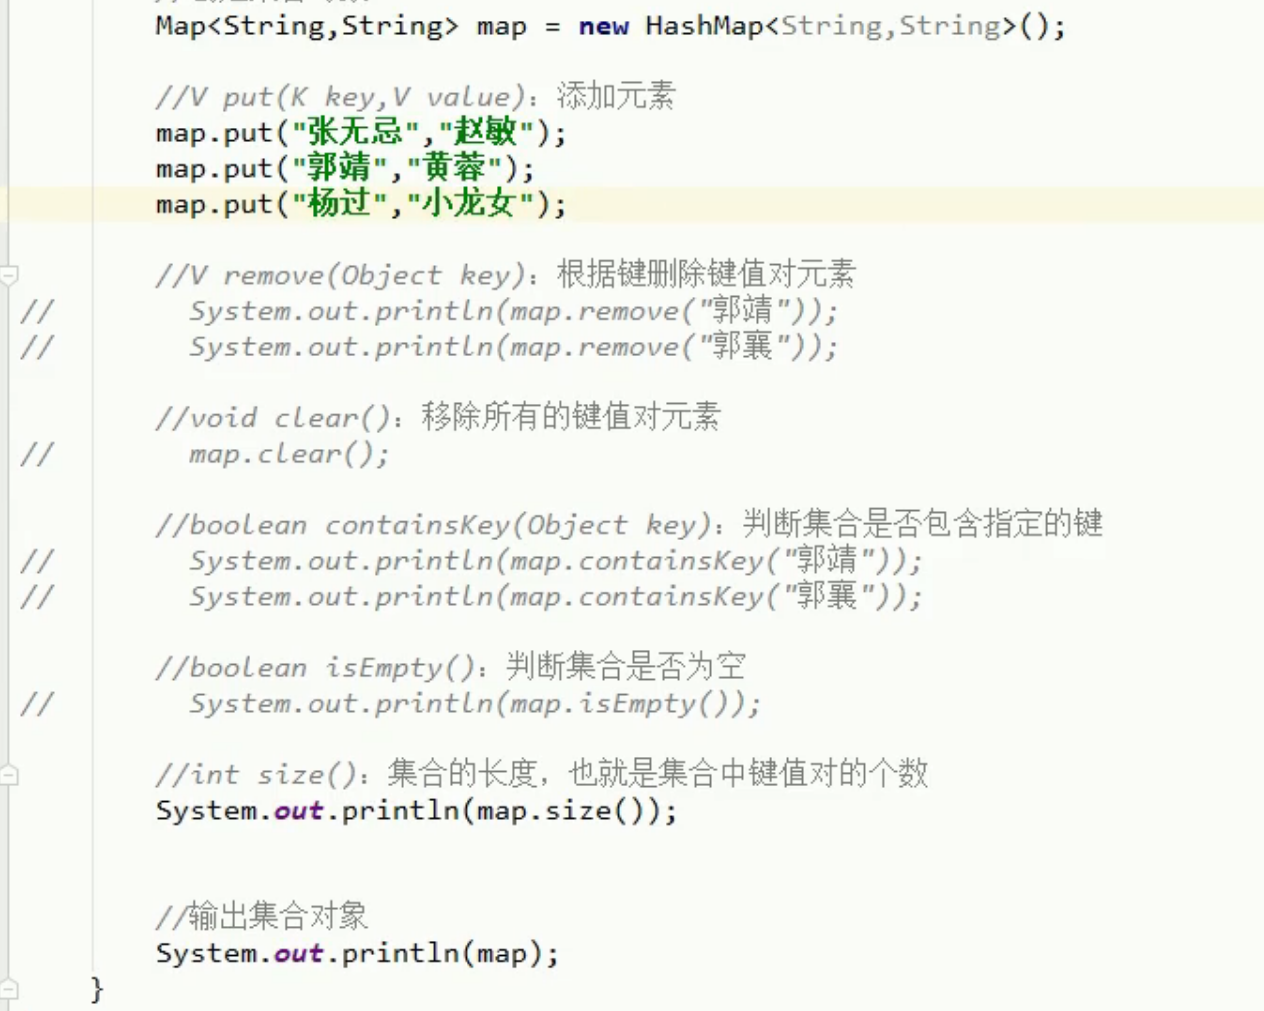 Map<String,String> map = new HashMap<String,String>();
//V put(K key,V value)：添加元素
map.put("张无忌","赵敏");
map.put("郭靖","黄蓉");
map.put("杨过","小龙女");
//V remove(Object key)：根据键删除键值对元素
// System.out.println(map.remove("郭靖"));
// System.out.println(map.remove("郭襄"));
//void clear()：移除所有的键值对元素
// map.clear();
//boolean containsKey(Object key)：判断集合是否包含指定的键
// System.out.println(map.containsKey("郭靖"));
// System.out.println(map.containsKey("郭襄"));
//boolean isEmpty()：判断集合是否为空
// System.out.println(map.isEmpty());
//int size()：集合的长度，也就是集合中键值对的个数
System.out.println(map.size());
//输出集合对象
System.out.println(map);
}